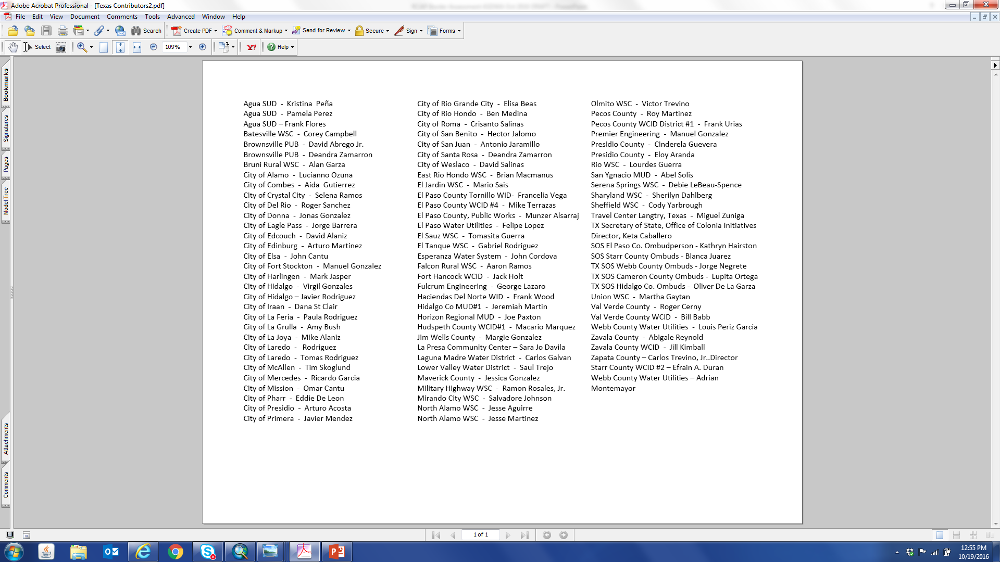 Adobe Acrobat Professional - [Texas Contributors2.pdf]
File Edit View Document Comments Tools Advanced Window Help
Search Create PDF Comment & Markup Send for Review Secure Sign Forms
Select 109% Y! Help
Bookmarks
Signatures
Pages
Model Tree
Attachments
Comments
Agua SUD - Kristina Peña
Agua SUD - Pamela Perez
Agua SUD – Frank Flores
Batesville WSC - Corey Campbell
Brownsville PUB - David Abrego Jr.
Brownsville PUB - Deandra Zamarron
Bruni Rural WSC - Alan Garza
City of Alamo - Lucianno Ozuna
City of Combes - Aida Gutierrez
City of Crystal City - Selena Ramos
City of Del Rio - Roger Sanchez
City of Donna - Jonas Gonzalez
City of Eagle Pass - Jorge Barrera
City of Edcouch - David Alaniz
City of Edinburg - Arturo Martinez
City of Elsa - John Cantu
City of Fort Stockton - Manuel Gonzalez
City of Harlingen - Mark Jasper
City of Hidalgo - Virgil Gonzales
City of Hidalgo – Javier Rodriguez
City of Iraan - Dana St Clair
City of La Feria - Paula Rodriguez
City of La Grulla - Amy Bush
City of La Joya - Mike Alaniz
City of Laredo - Rodriguez
City of Laredo - Tomas Rodriguez
City of McAllen - Tim Skoglund
City of Mercedes - Ricardo Garcia
City of Mission - Omar Cantu
City of Pharr - Eddie De Leon
City of Presidio - Arturo Acosta
City of Primera - Javier Mendez
City of Rio Grande City - Elisa Beas
City of Rio Hondo - Ben Medina
City of Roma - Crisanto Salinas
City of San Benito - Hector Jalomo
City of San Juan - Antonio Jaramillo
City of Santa Rosa - Deandra Zamarron
City of Weslaco - David Salinas
East Rio Hondo WSC - Brian Macmanus
El Jardin WSC - Mario Sais
El Paso County Tornillo WID- Francelia Vega
El Paso County WCID #4 - Mike Terrazas
El Paso County, Public Works - Munzer Alsarraj
El Paso Water Utilities - Felipe Lopez
El Sauz WSC - Tomasita Guerra
El Tanque WSC - Gabriel Rodriguez
Esperanza Water System - John Cordova
Falcon Rural WSC - Aaron Ramos
Fort Hancock WCID - Jack Holt
Fulcrum Engineering - George Lazaro
Haciendas Del Norte WID - Frank Wood
Hidalgo Co MUD#1 - Jeremiah Martin
Horizon Regional MUD - Joe Paxton
Hudspeth County WCID#1 - Macario Marquez
Jim Wells County - Margie Gonzalez
La Presa Community Center – Sara Jo Davila
Laguna Madre Water District - Carlos Galvan
Lower Valley Water District - Saul Trejo
Maverick County - Jessica Gonzalez
Military Highway WSC - Ramon Rosales, Jr.
Mirando City WSC - Salvadore Johnson
North Alamo WSC - Jesse Aguirre
North Alamo WSC - Jesse Martinez
Olmito WSC - Victor Trevino
Pecos County - Roy Martinez
Pecos County WCID District #1 - Frank Urias
Premier Engineering - Manuel Gonzalez
Presidio County - Cinderela Guevera
Presidio County - Eloy Aranda
Rio WSC - Lourdes Guerra
San Ygnacio MUD - Abel Solis
Serena Springs WSC - Debie LeBeau-Spence
Sharyland WSC - Sherilyn Dahlberg
Sheffield WSC - Cody Yarbrough
Travel Center Langtry, Texas - Miguel Zuniga
TX Secretary of State, Office of Colonia Initiatives
Director, Keta Caballero
SOS El Paso Co. Ombudperson - Kathryn Hairston
SOS Starr County Ombuds - Blanca Juarez
TX SOS Webb County Ombuds - Jorge Negrete
TX SOS Cameron County Ombuds - Lupita Ortega
TX SOS Hidalgo Co. Ombuds - Oliver De La Garza
Union WSC - Martha Gaytan
Val Verde County - Roger Cerny
Val Verde County WCID - Bill Babb
Webb County Water Utilities - Louis Periz Garcia
Zavala County - Abigale Reynold
Zavala County WCID - Jill Kimball
Zapata County – Carlos Trevino, Jr..Director
Starr County WCID #2 – Efrain A. Duran
Webb County Water Utilities – Adrian
Montemayor
1 of 1
12:55 PM
10/19/2016